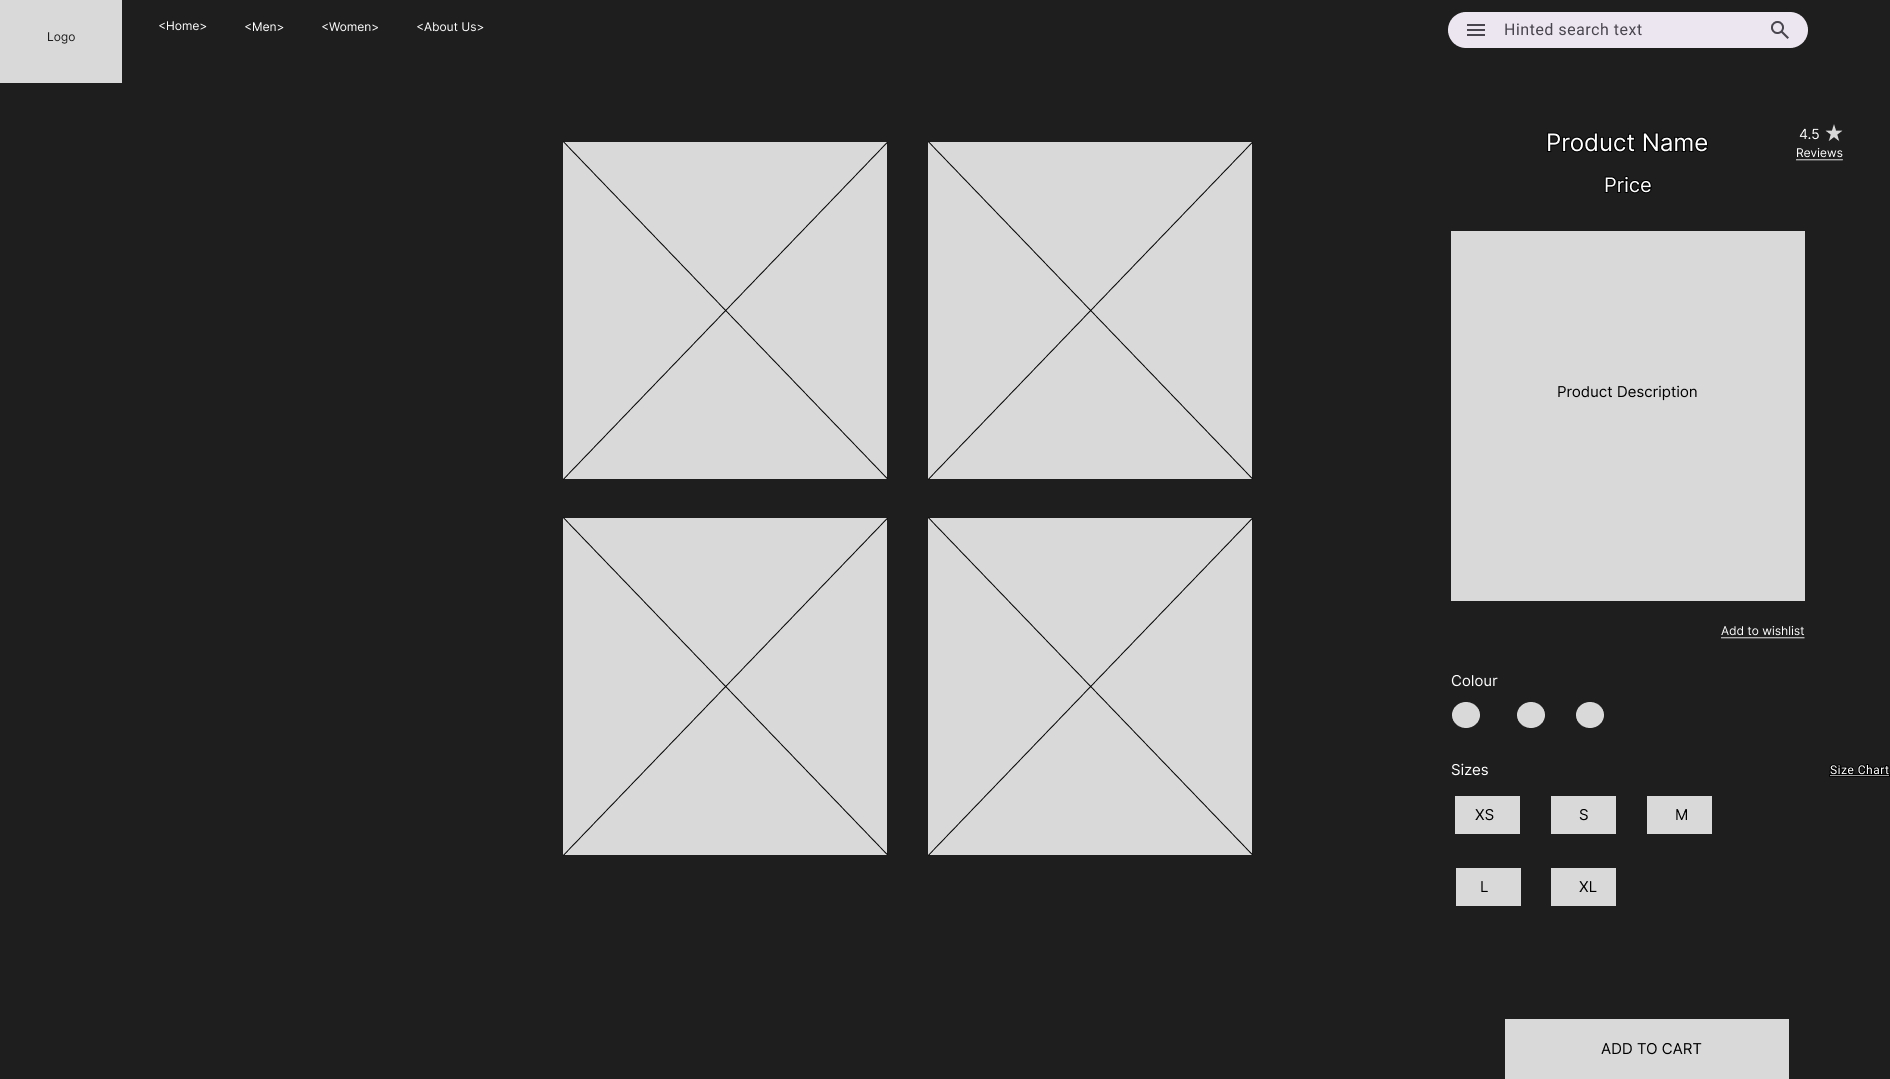 Logo
<Home>
<Men>
<Women>
<About Us>
Hinted search text
Product Name
4.5
Reviews
Price
Product Description
Add to wishlist
Colour
Sizes
Size Chart
XS
S
M
L
XL
ADD TO CART